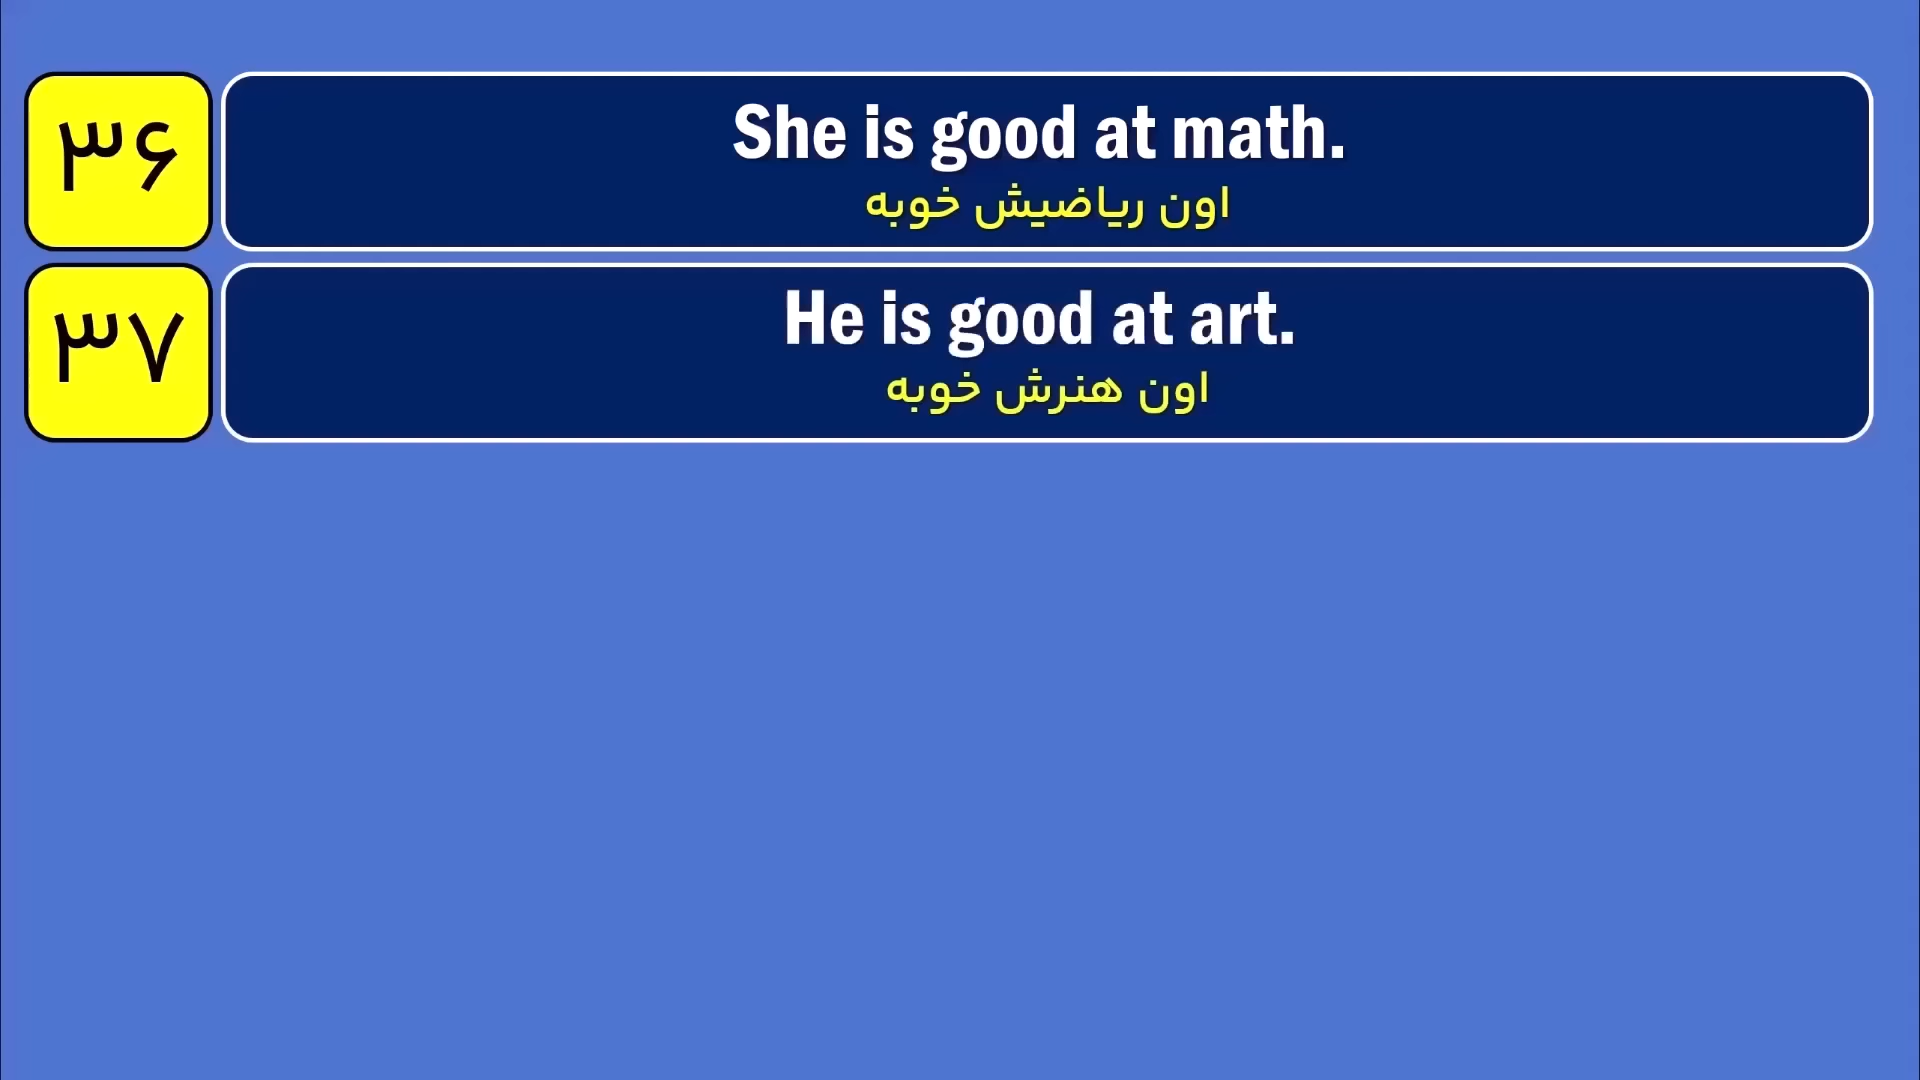 ۳۶
She is good at math.
اون ریاضیش خوبه
۳۷
He is good at art.
اون هنرش خوبه